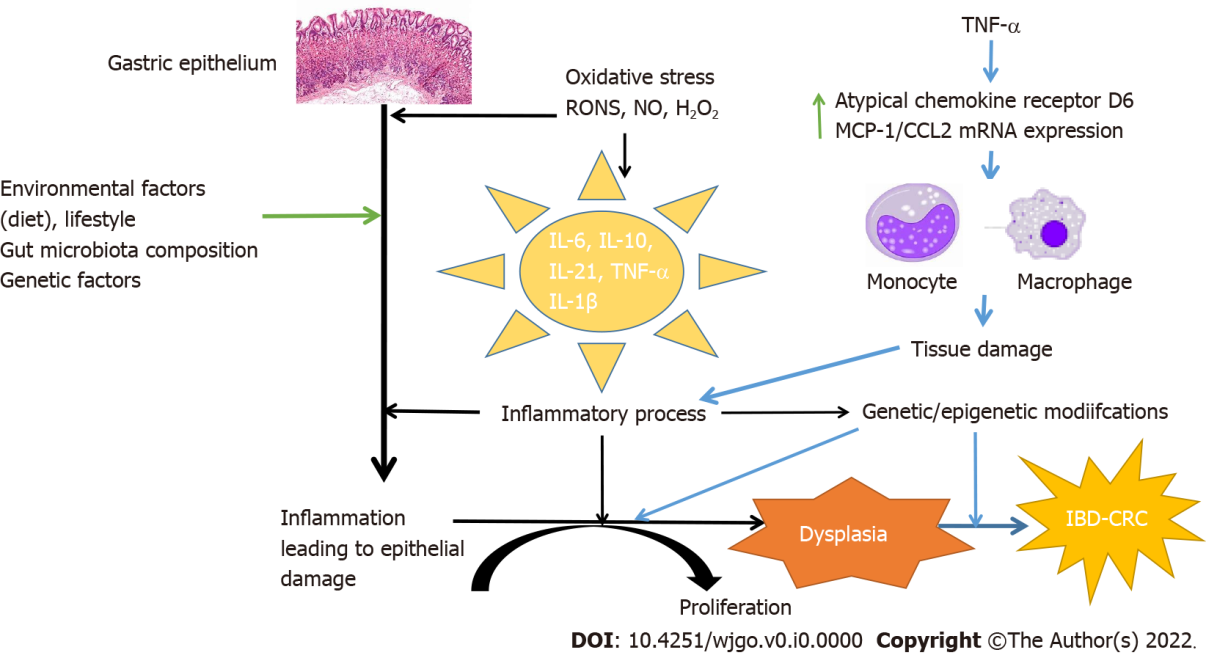 Gastric epithelium
Oxidative stress
RONS, NO, H₂O₂
TNF-α
Atypical chemokine receptor D6
MCP-1/CCL2 mRNA expression
Environmental factors
(diet), lifestyle
Gut microbiota composition
Genetic factors
IL-6, IL-10,
IL-21, TNF-α
IL-1β
Monocyte
Macrophage
Tissue damage
Inflammatory process
Genetic/epigenetic modiifcations
Inflammation
leading to epithelial
damage
Dysplasia
IBD-CRC
Proliferation
DOI: 10.4251/wjgo.v0.i0.0000 Copyright ©The Author(s) 2022.